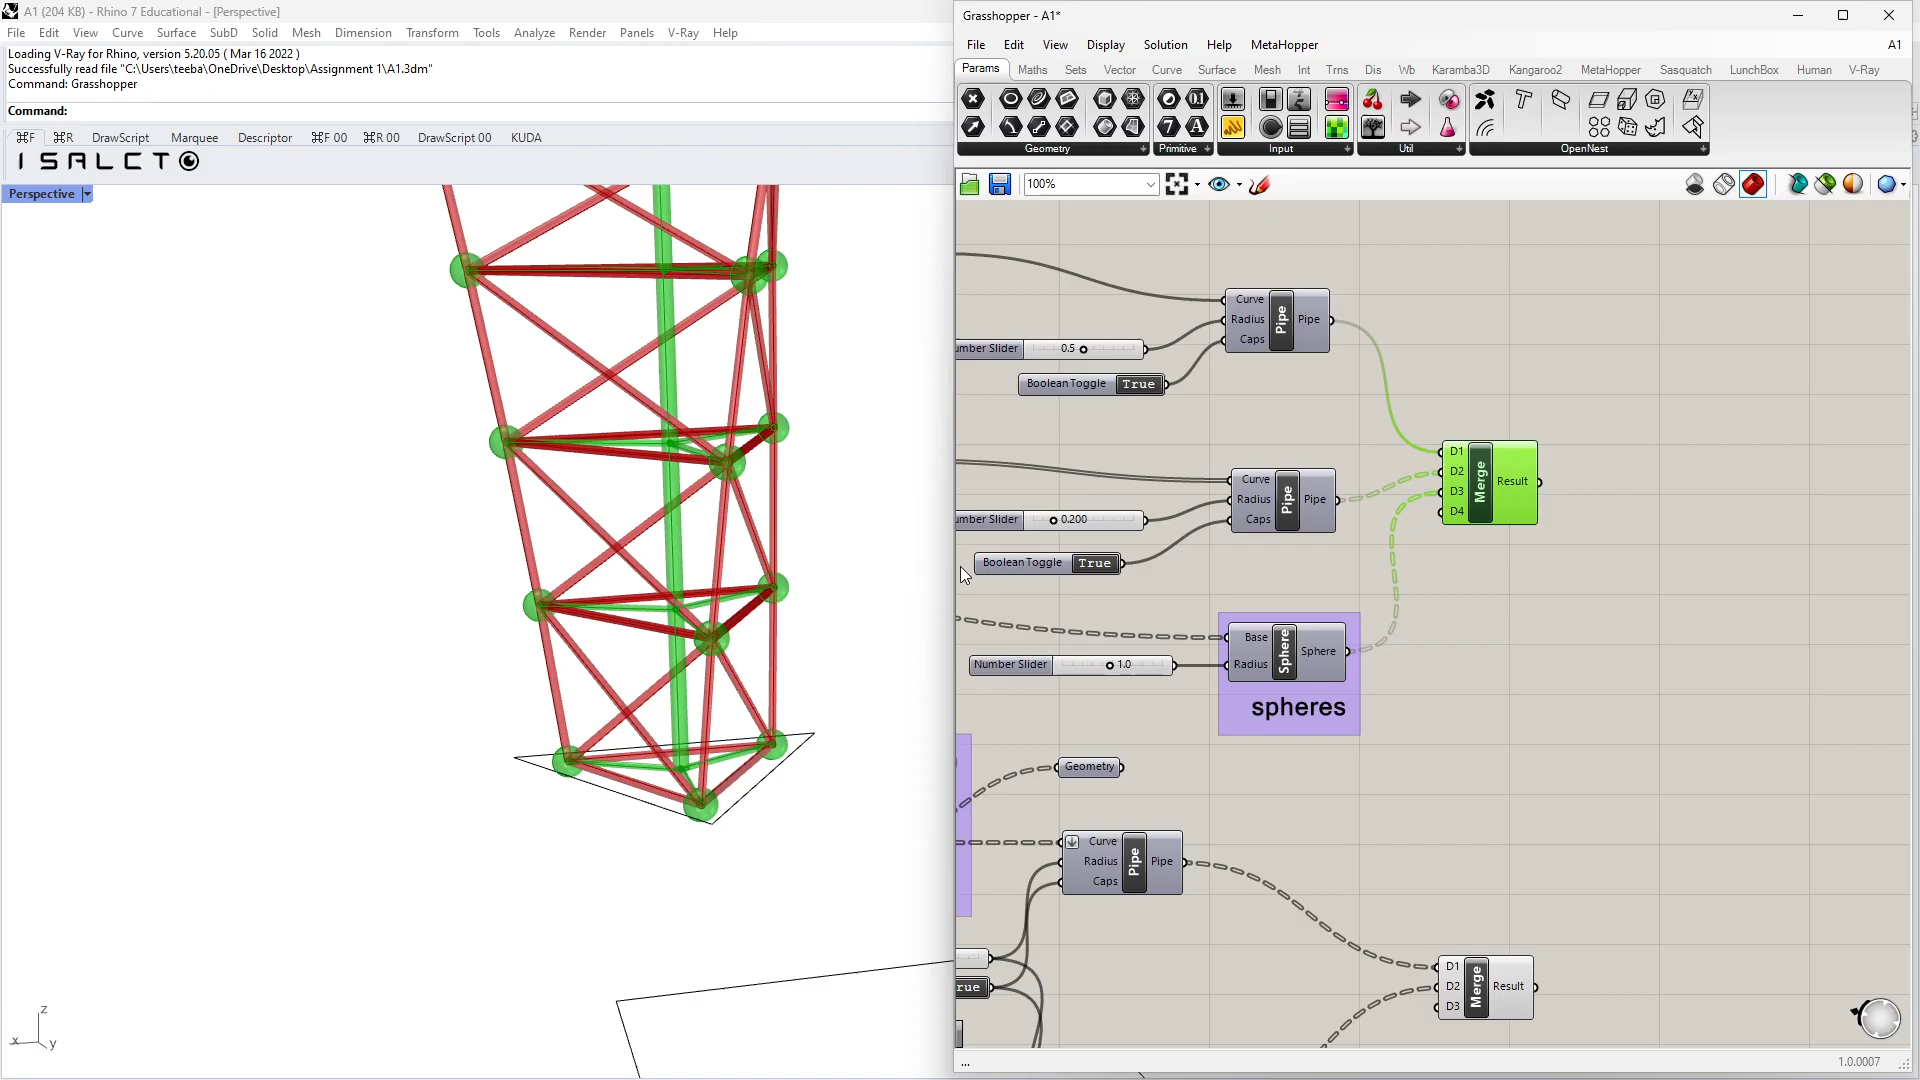 A1 (204 KB) - Rhino 7 Educational - [Perspective]
File Edit View Curve Surface SubD Solid Mesh Dimension Transform Tools Analyze Render Panels V-Ray Help
Loading V-Ray for Rhino, version 5.20.05 ( Mar 16 2022 )
Successfully read file "C:\Users\teeba\OneDrive\Desktop\Assignment 1\A1.3dm"
Command: Grasshopper
Command:
⌘F ⌘R DrawScript Marquee Descriptor ⌘F 00 ⌘R 00 DrawScript 00 KUDA
Perspective
z
x
y
Grasshopper - A1*
File Edit View Display Solution Help MetaHopper A1
Params Maths Sets Vector Curve Surface Mesh Int Trns Dis Wb Karamba3D Kangaroo2 MetaHopper Sasquatch LunchBox Human V-Ray
Geometry Primitive Input Util OpenNest
100%
Curve
Radius Pipe Pipe
Caps
umber Slider 0.5
Boolean Toggle True
D1
D2
D3
D4
Merge Result
Curve
Radius Pipe Pipe
Caps
umber Slider 0.200
Boolean Toggle True
Base
Radius
Sphere Sphere
Number Slider 1.0
spheres
Geometry
Curve
Radius Pipe Pipe
Caps
rue
D1
D2
D3
Merge Result
...
1.0.0007